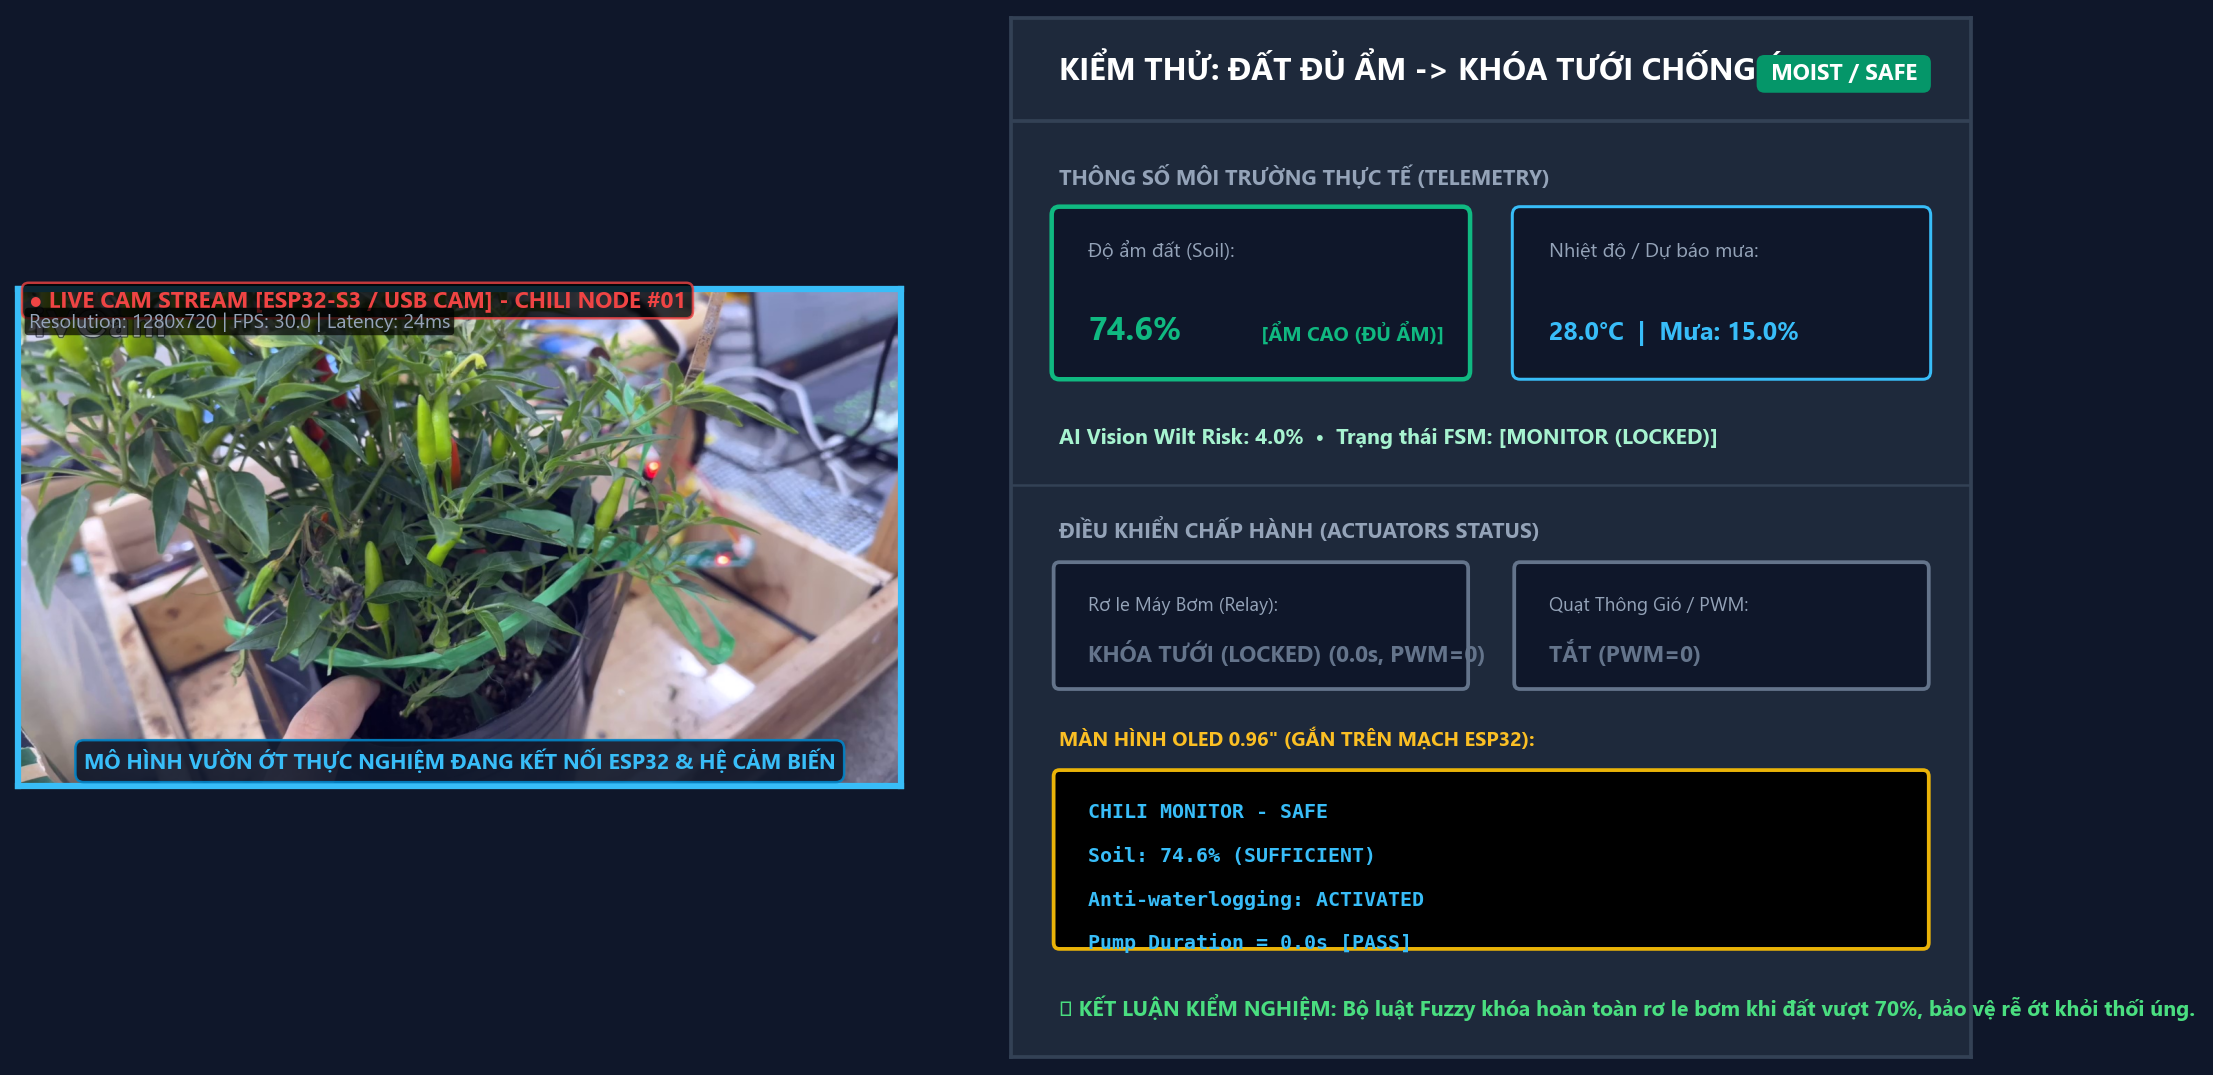 ● LIVE CAM STREAM [ESP32-S3 / USB CAM] - CHILI NODE #01
Resolution: 1280x720 | FPS: 30.0 | Latency: 24ms
MÔ HÌNH VƯỜN ỚT THỰC NGHIỆM ĐANG KẾT NỐI ESP32 & HỆ CẢM BIẾN
KIỂM THỬ: ĐẤT ĐỦ ẨM -> KHÓA TƯỚI CHỐNG
MOIST / SAFE
THÔNG SỐ MÔI TRƯỜNG THỰC TẾ (TELEMETRY)
Độ ẩm đất (Soil):
74.6% [ẨM CAO (ĐỦ ẨM)]
Nhiệt độ / Dự báo mưa:
28.0°C | Mưa: 15.0%
AI Vision Wilt Risk: 4.0% • Trạng thái FSM: [MONITOR (LOCKED)]
ĐIỀU KHIỂN CHẤP HÀNH (ACTUATORS STATUS)
Rơ le Máy Bơm (Relay):
KHÓA TƯỚI (LOCKED) (0.0s, PWM=0)
Quạt Thông Gió / PWM:
TẮT (PWM=0)
MÀN HÌNH OLED 0.96" (GẮN TRÊN MẠCH ESP32):
CHILI MONITOR - SAFE
Soil: 74.6% (SUFFICIENT)
Anti-waterlogging: ACTIVATED
Pump Duration = 0.0s [PASS]
KẾT LUẬN KIỂM NGHIỆM: Bộ luật Fuzzy khóa hoàn toàn rơ le bơm khi đất vượt 70%, bảo vệ rễ ớt khỏi thối úng.